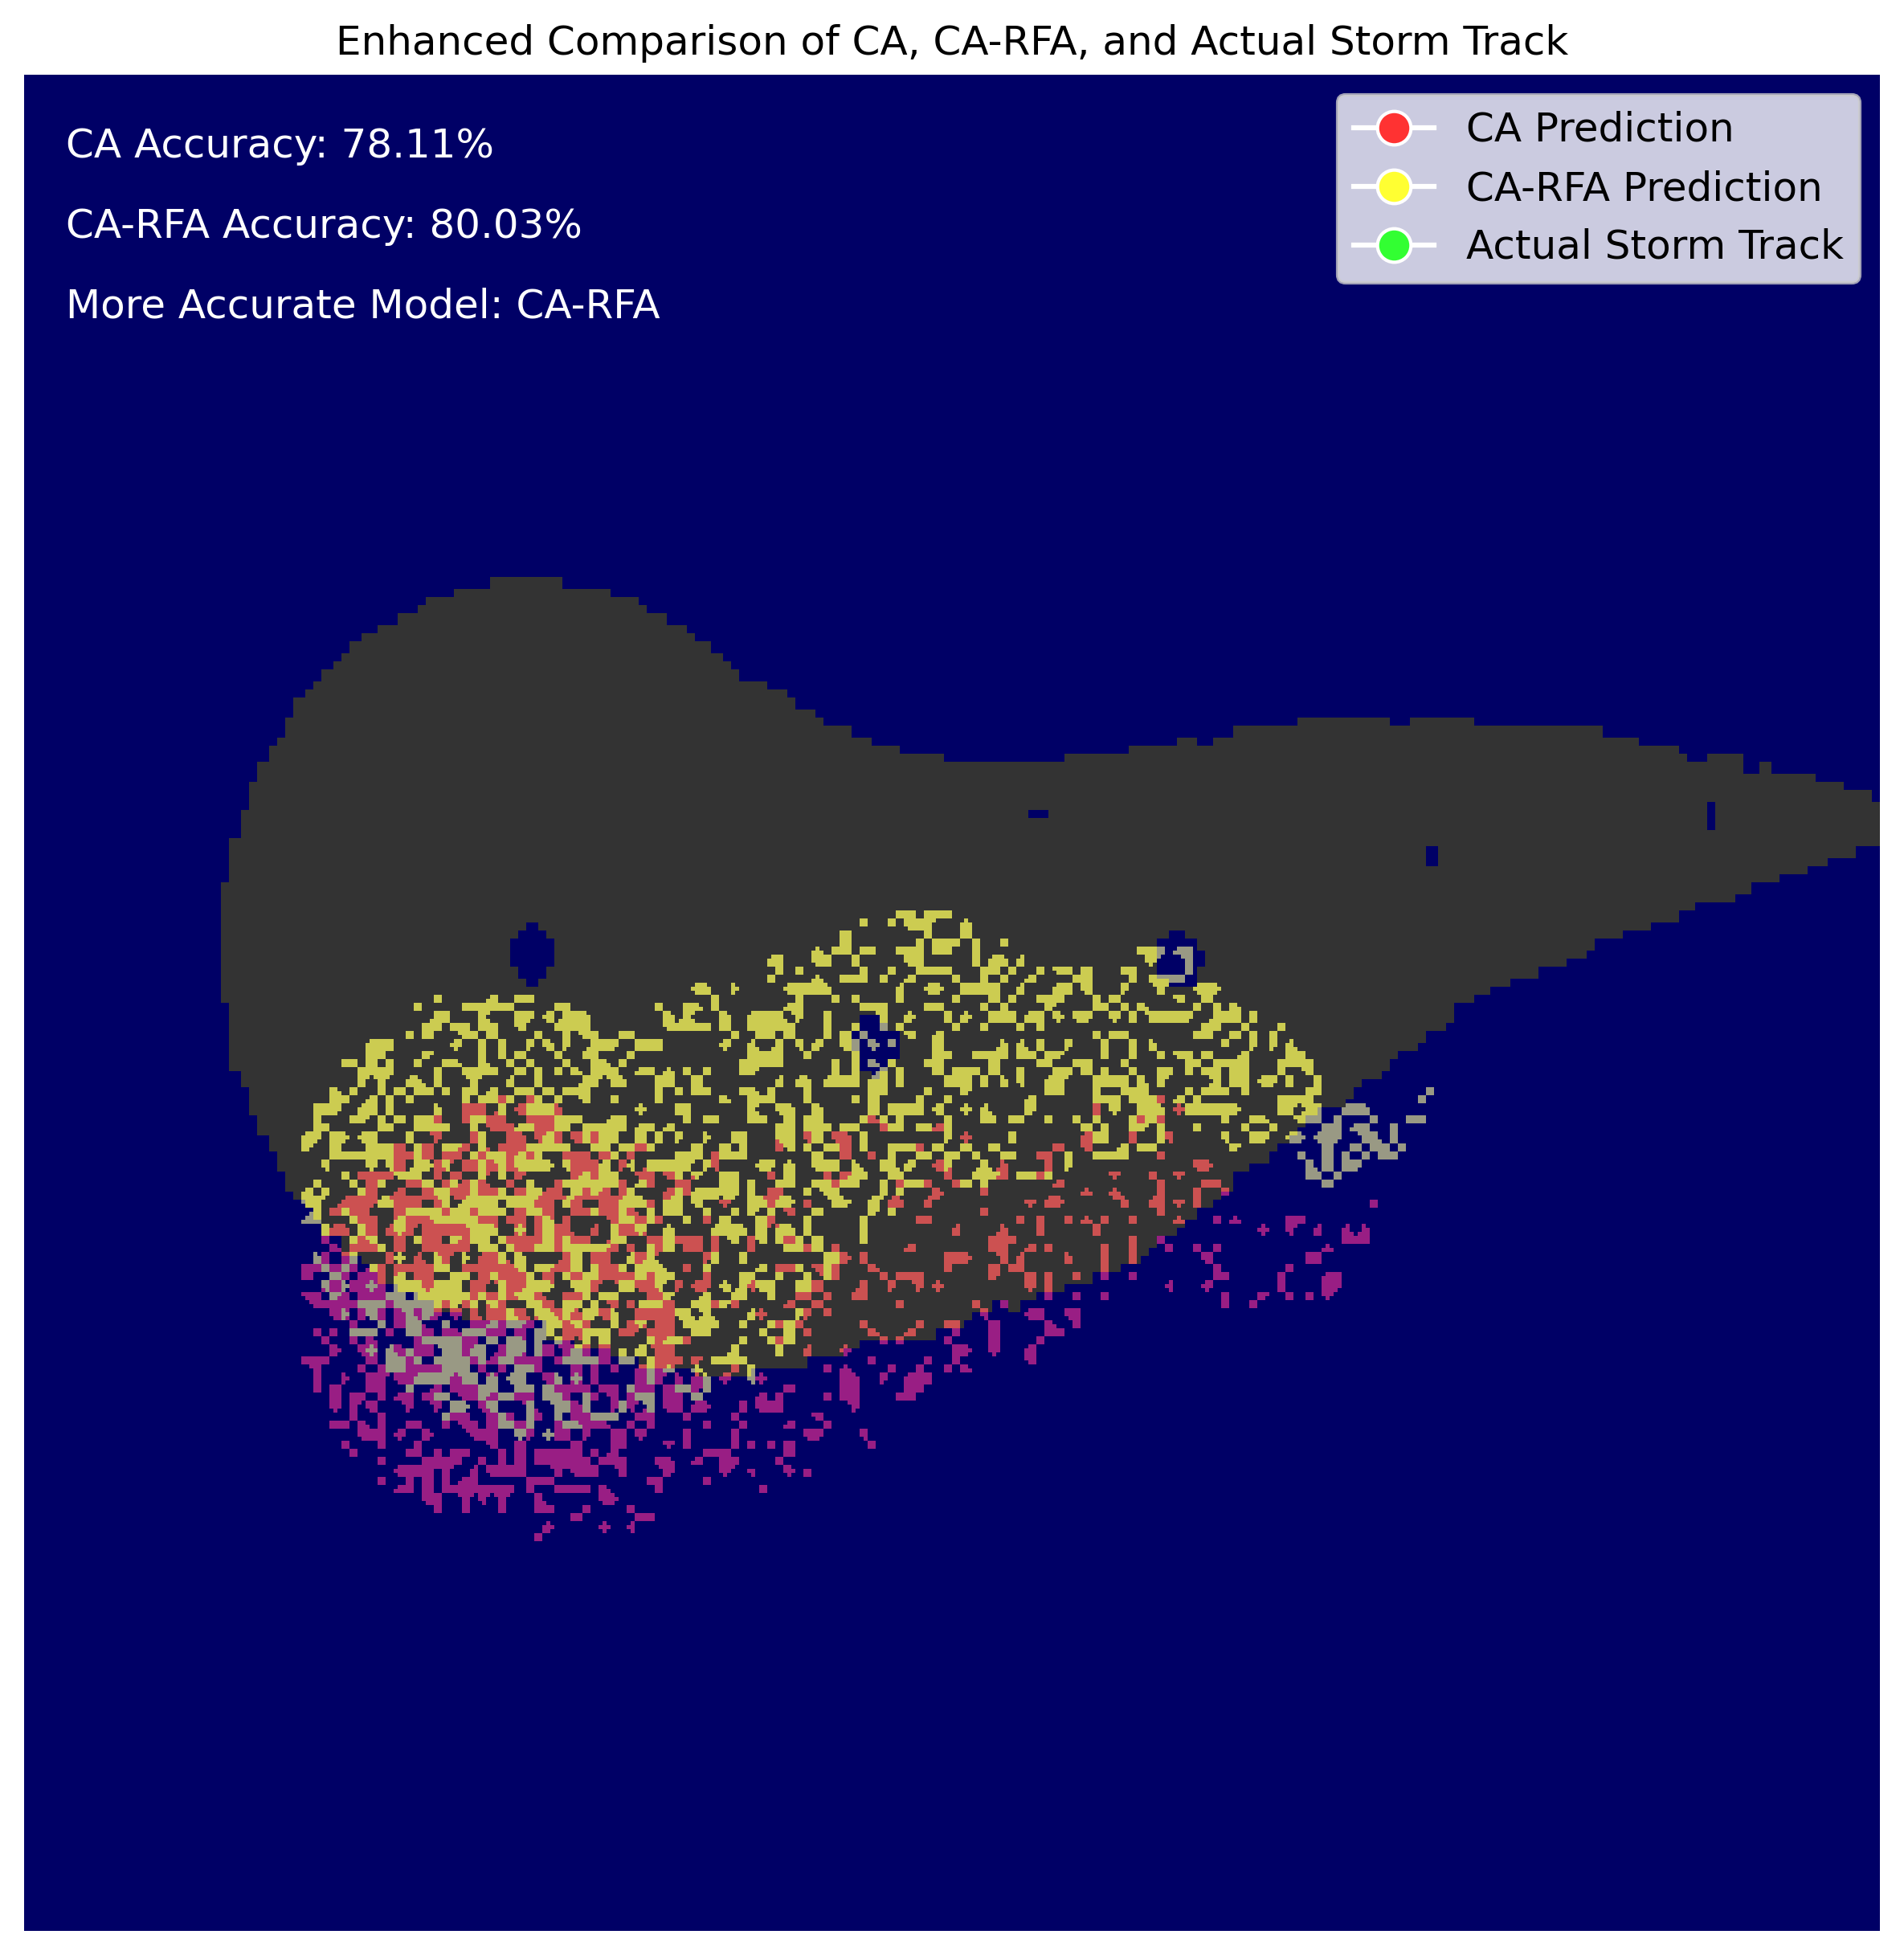 Enhanced Comparison of CA, CA-RFA, and Actual Storm Track
CA Accuracy: 78.11%
CA-RFA Accuracy: 80.03%
More Accurate Model: CA-RFA
CA Prediction
CA-RFA Prediction
Actual Storm Track